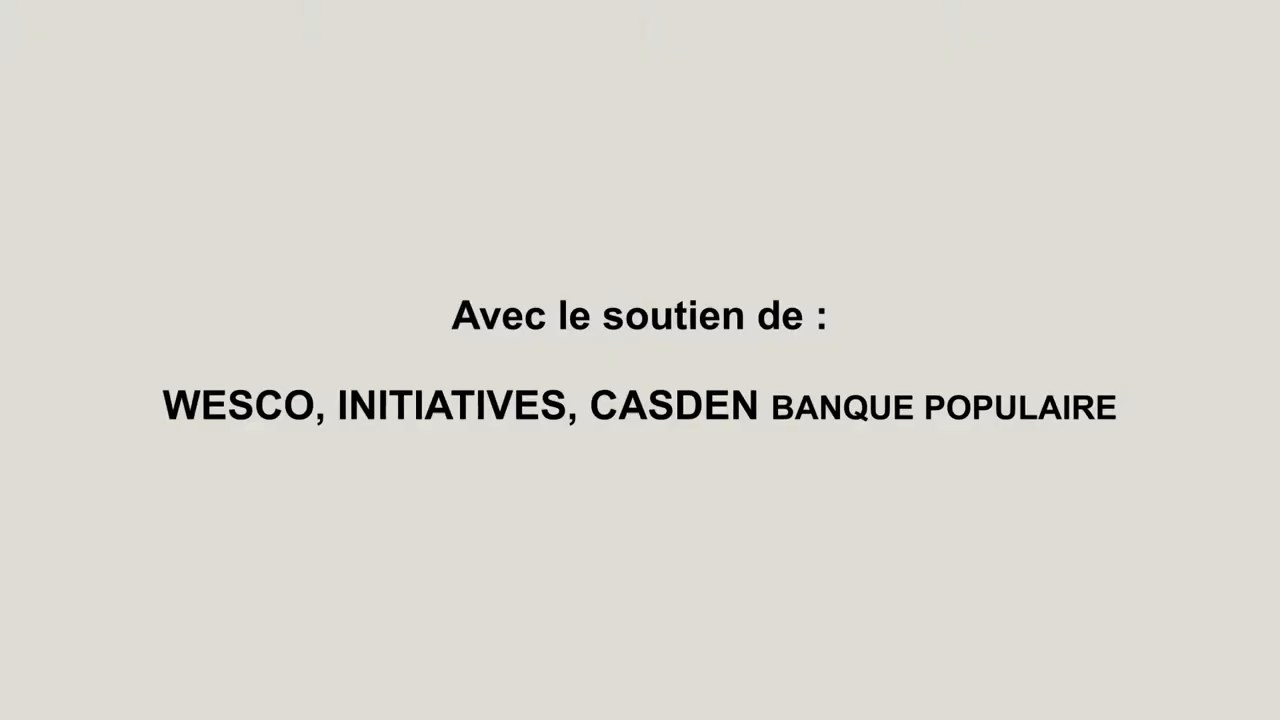 Avec le soutien de :
WESCO, INITIATIVES, CASDEN BANQUE POPULAIRE